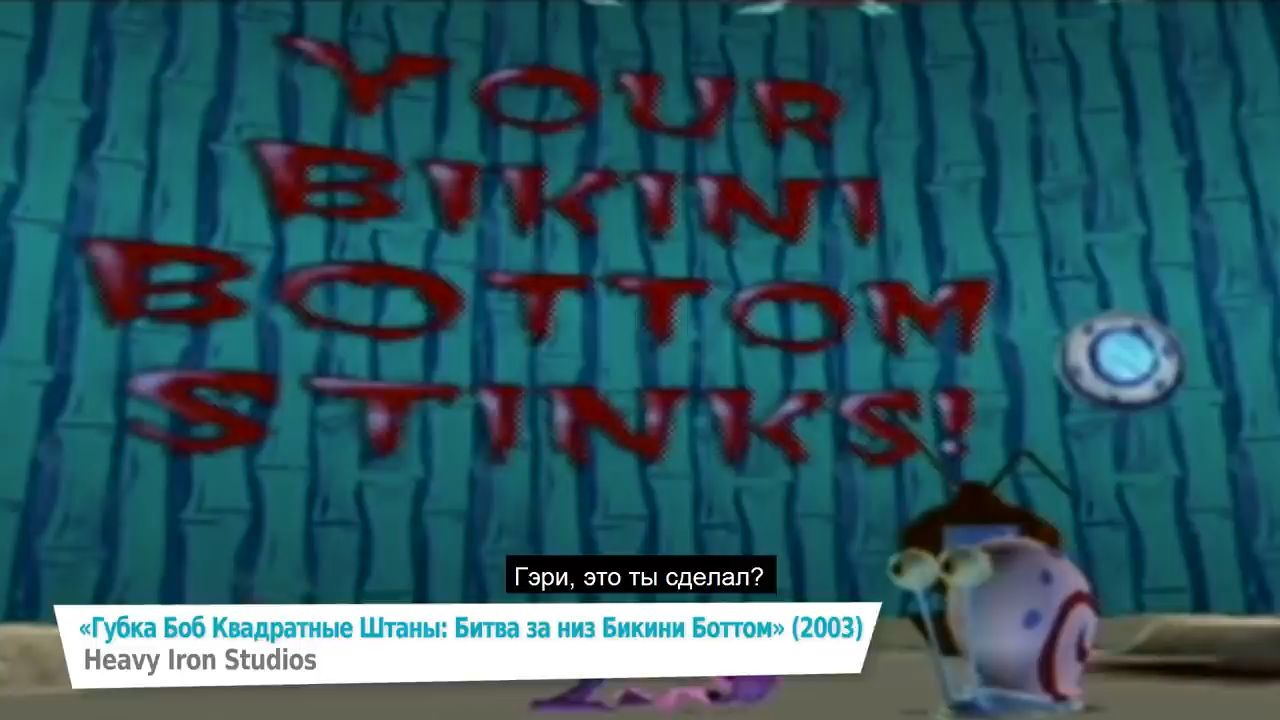 YOUR
BIKINI
BOTTOM
STINKS!
Гэри, это ты сделал?
«Губка Боб Квадратные Штаны: Битва за низ Бикини Боттом» (2003)
Heavy Iron Studios